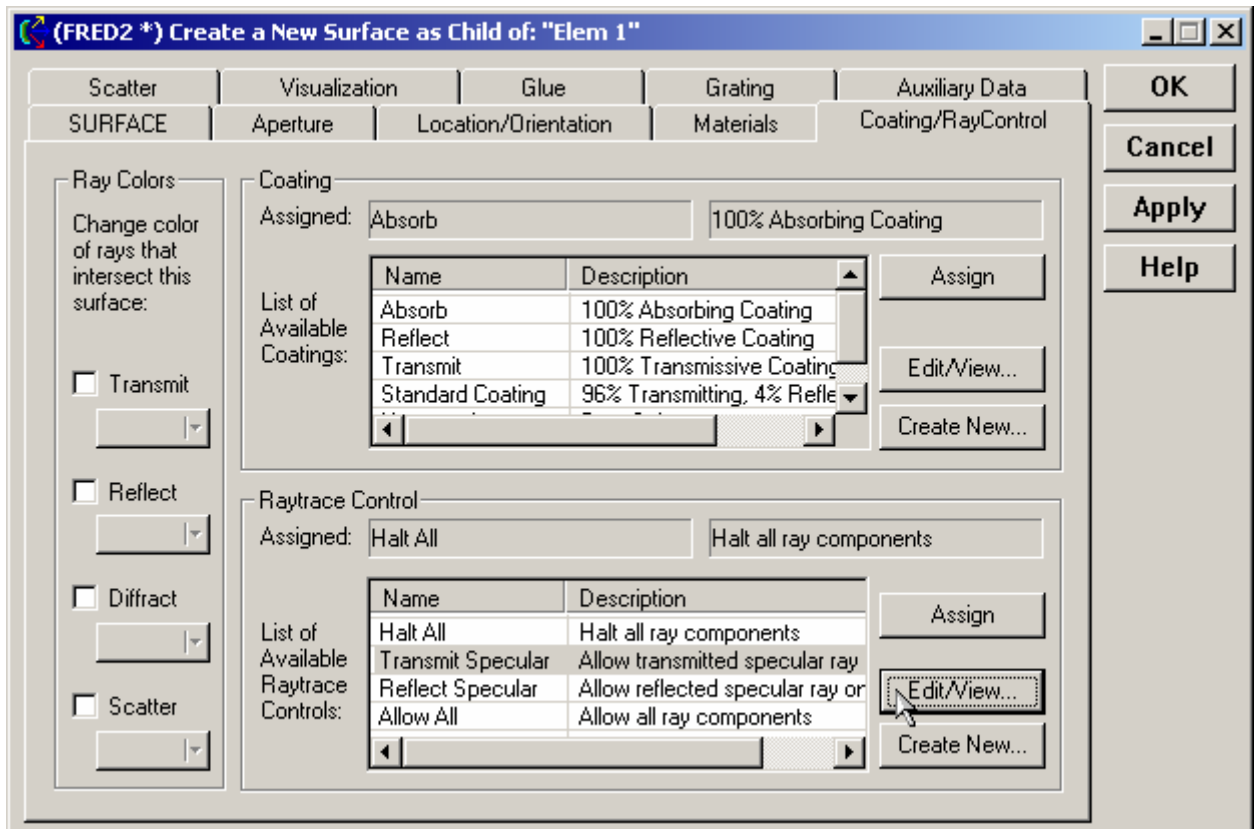 (FRED2 *) Create a New Surface as Child of: "Elem 1"
Scatter Visualization Glue Grating Auxiliary Data
SURFACE Aperture Location/Orientation Materials Coating/RayControl
OK
Cancel
Apply
Help
Ray Colors
Change color
of rays that
intersect this
surface:
Transmit
Reflect
Diffract
Scatter
Coating
Assigned: Absorb 100% Absorbing Coating
List of
Available
Coatings:
Name Description
Absorb 100% Absorbing Coating
Reflect 100% Reflective Coating
Transmit 100% Transmissive Coating
Standard Coating 96% Transmitting, 4% Refle
Assign
Edit/View...
Create New...
Raytrace Control
Assigned: Halt All Halt all ray components
List of
Available
Raytrace
Controls:
Name Description
Halt All Halt all ray components
Transmit Specular Allow transmitted specular ray
Reflect Specular Allow reflected specular ray or
Allow All Allow all ray components
Assign
Edit/View...
Create New...